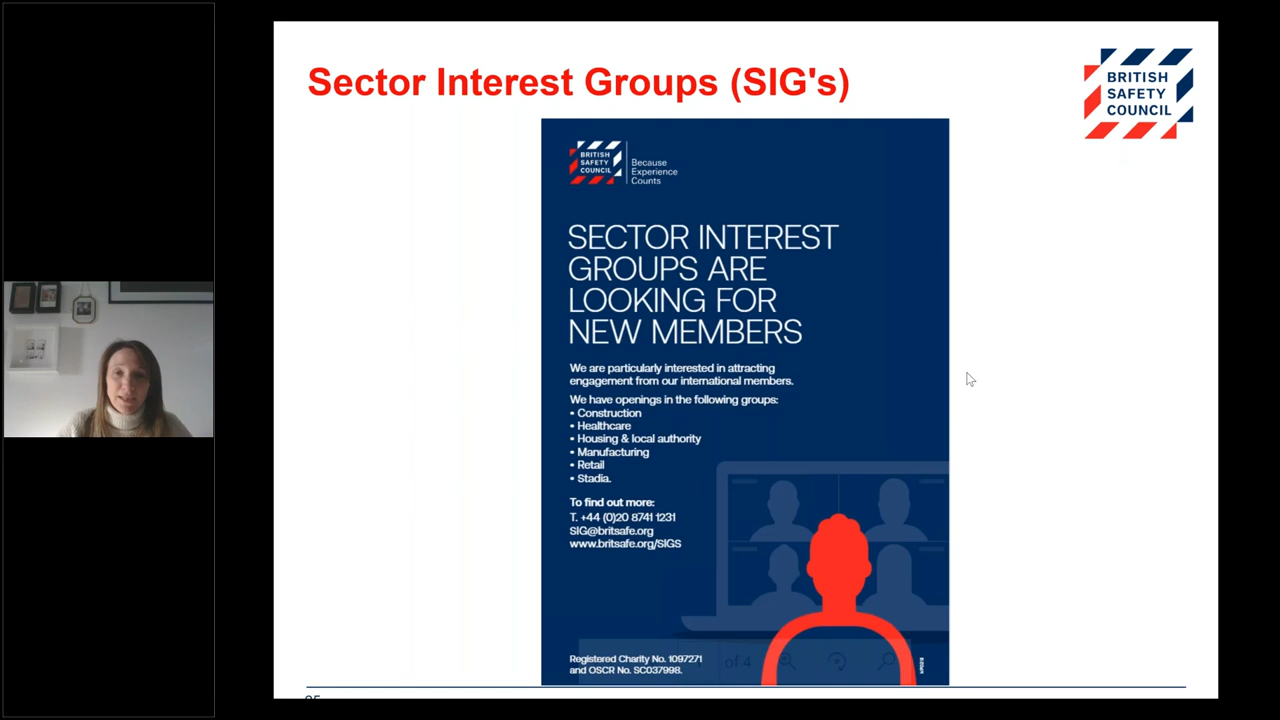 Sector Interest Groups (SIG's)
BRITISH
SAFETY
COUNCIL
BRITISH
SAFETY
COUNCIL
Because
Experience
Counts
SECTOR INTEREST
GROUPS ARE
LOOKING FOR
NEW MEMBERS
We are particularly interested in attracting
engagement from our international members.
We have openings in the following groups:
• Construction
• Healthcare
• Housing & local authority
• Manufacturing
• Retail
• Stadia.
To find out more:
T. +44 (0)20 8741 1231
SIG@britsafe.org
www.britsafe.org/SIGS
of 4
Registered Charity No. 1097271
and OSCR No. SC037998.